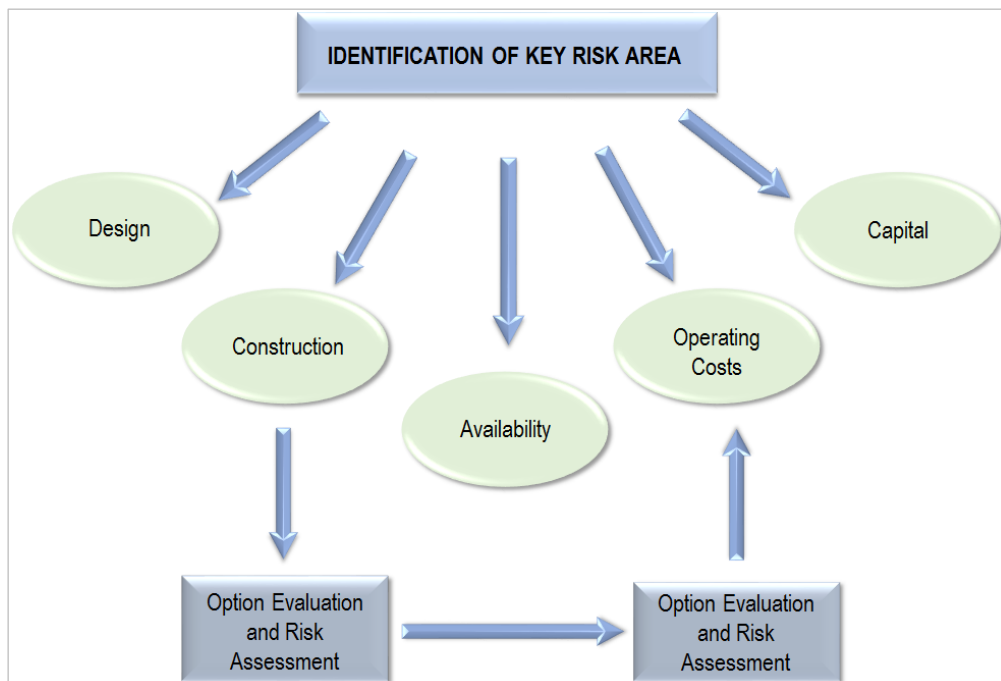 IDENTIFICATION OF KEY RISK AREA
Design
Capital
Construction
Operating
Costs
Availability
Option Evaluation
and Risk
Assessment
Option Evaluation
and Risk
Assessment